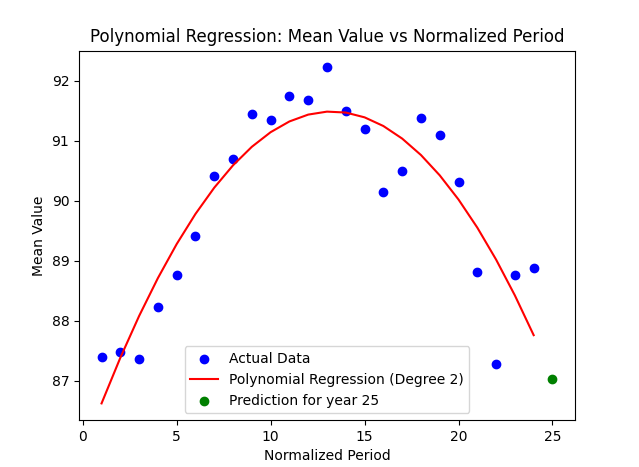 Polynomial Regression: Mean Value vs Normalized Period
Mean Value
92
91
90
89
88
87
Actual Data
Polynomial Regression (Degree 2)
Prediction for year 25
0 5 10 15 20 25
Normalized Period